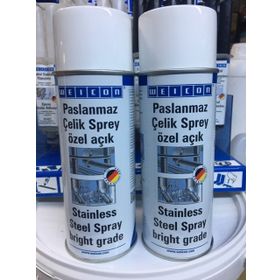 WEICON
Paslanmaz
Çelik Sprey
özel açık
Stainless
Steel Spray
bright grade
WEICON
Paslanmaz
Çelik Sprey
özel açık
Stainless
Steel Spray
bright grade